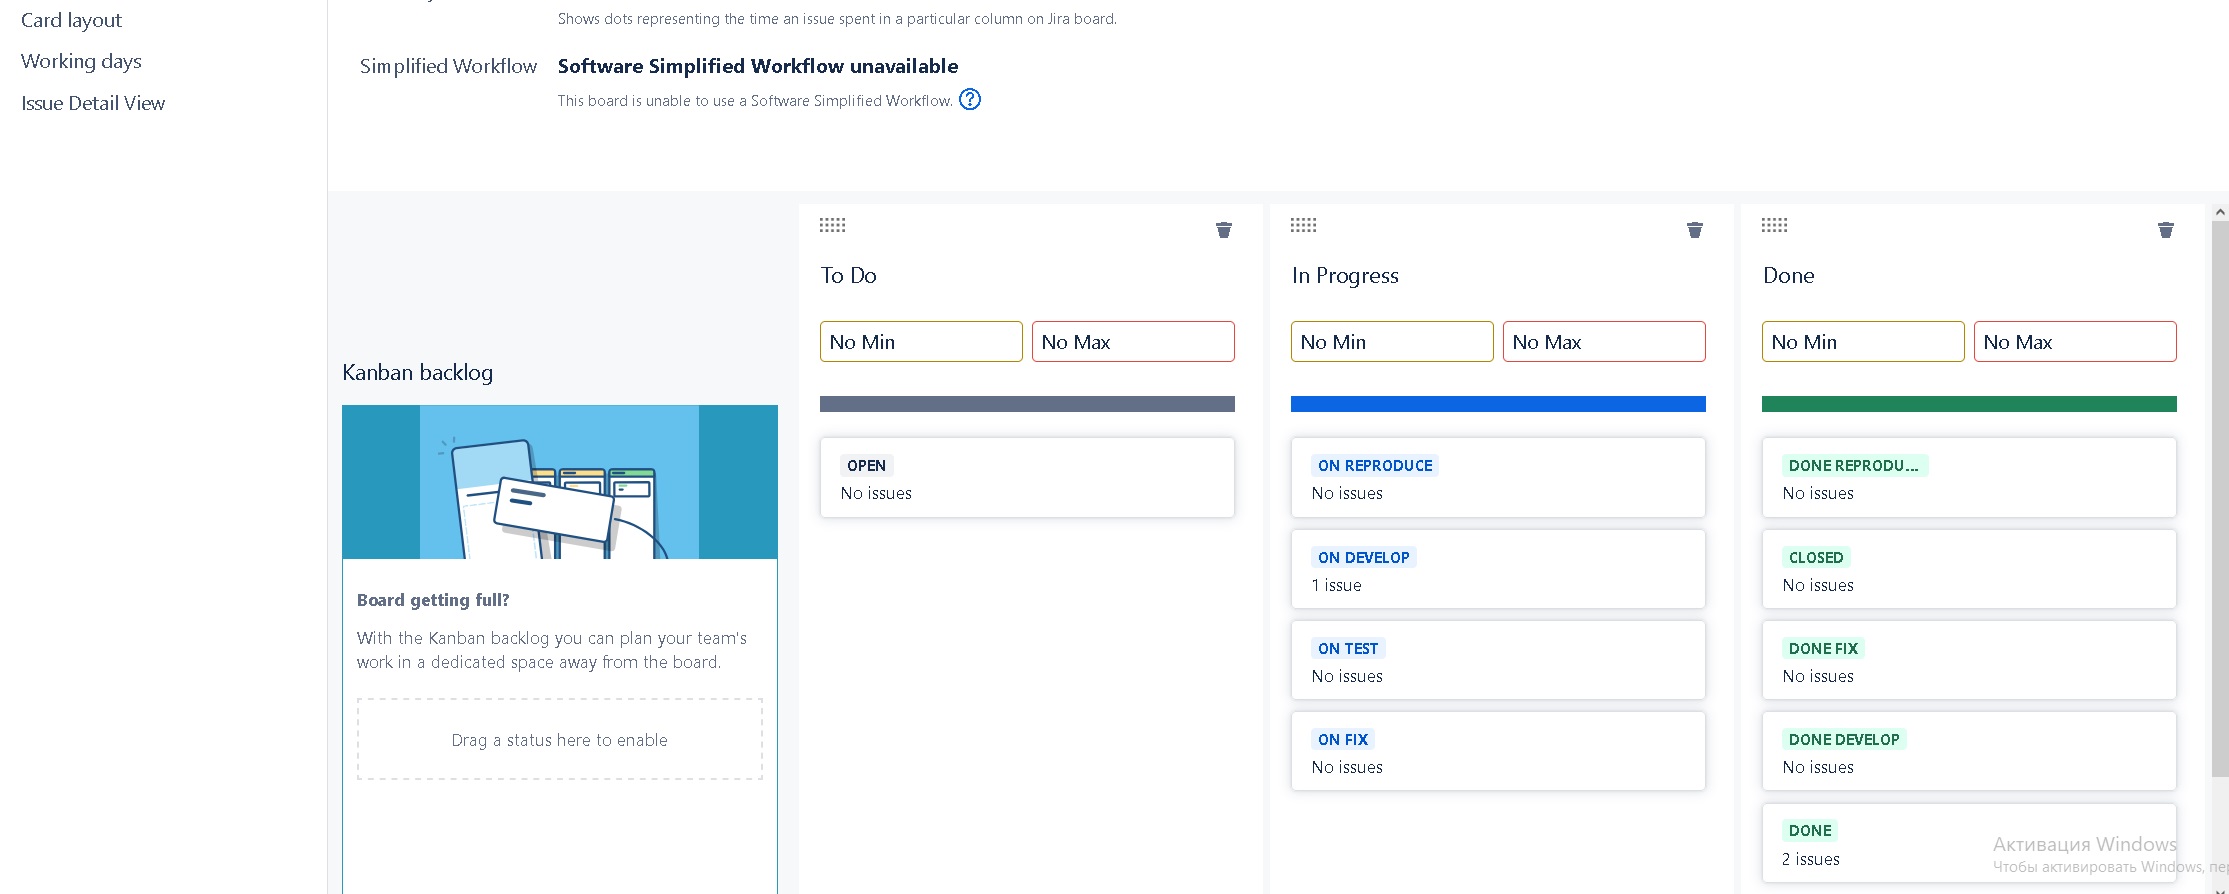 Card layout
Working days
Issue Detail View
Shows dots representing the time an issue spent in a particular column on Jira board.
Simplified Workflow
Software Simplified Workflow unavailable
This board is unable to use a Software Simplified Workflow.
Kanban backlog
Board getting full?
With the Kanban backlog you can plan your team's
work in a dedicated space away from the board.
Drag a status here to enable
To Do
No Min
No Max
OPEN
No issues
In Progress
No Min
No Max
ON REPRODUCE
No issues
ON DEVELOP
1 issue
ON TEST
No issues
ON FIX
No issues
Done
No Min
No Max
DONE REPRODU...
No issues
CLOSED
No issues
DONE FIX
No issues
DONE DEVELOP
No issues
DONE
2 issues
Активация Windows
Чтобы активировать Windows, пе